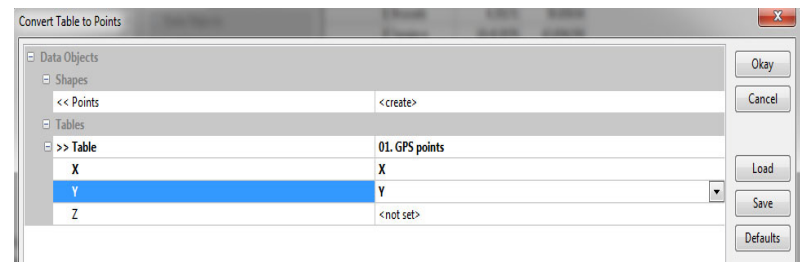 Convert Table to Points
Data Objects
Okay
Shapes
<< Points <create>
Cancel
Tables
>> Table 01. GPS points
X X
Load
Y Y
Save
Z <not set>
Defaults